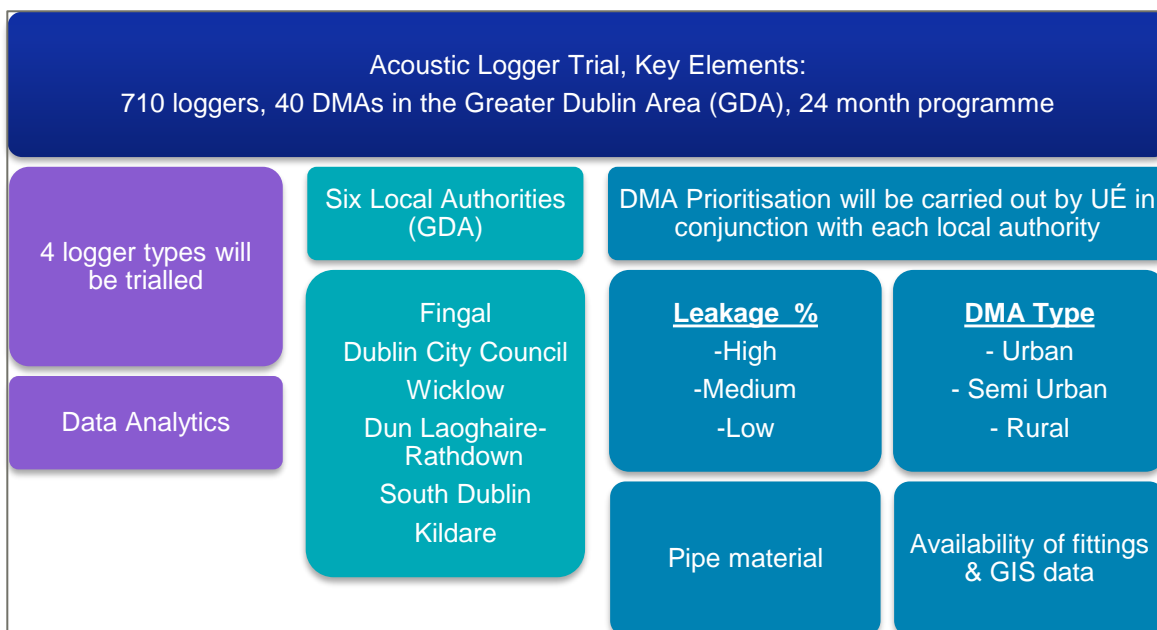 Acoustic Logger Trial, Key Elements:
710 loggers, 40 DMAs in the Greater Dublin Area (GDA), 24 month programme
4 logger types will
be trialled
Data Analytics
Six Local Authorities
(GDA)
Fingal
Dublin City Council
Wicklow
Dun Laoghaire-
Rathdown
South Dublin
Kildare
DMA Prioritisation will be carried out by UÉ in
conjunction with each local authority
Leakage %
-High
-Medium
-Low
DMA Type
- Urban
- Semi Urban
- Rural
Pipe material
Availability of fittings
& GIS data